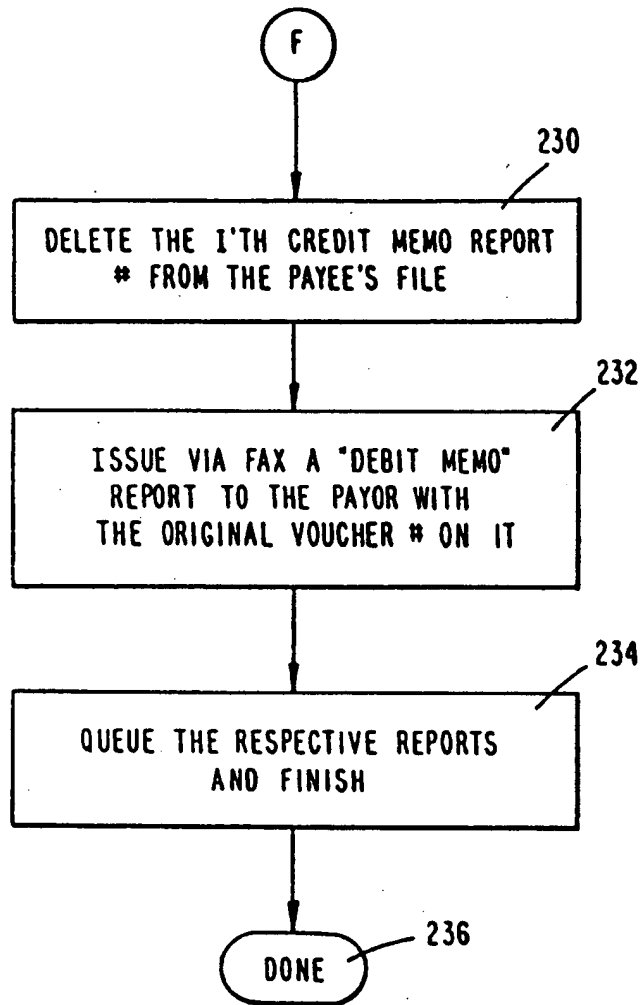 F
230
DELETE THE I'TH CREDIT MEMO REPORT
# FROM THE PAYEE'S FILE
232
ISSUE VIA FAX A "DEBIT MEMO"
REPORT TO THE PAYOR WITH
THE ORIGINAL VOUCHER # ON IT
234
QUEUE THE RESPECTIVE REPORTS
AND FINISH
236
DONE